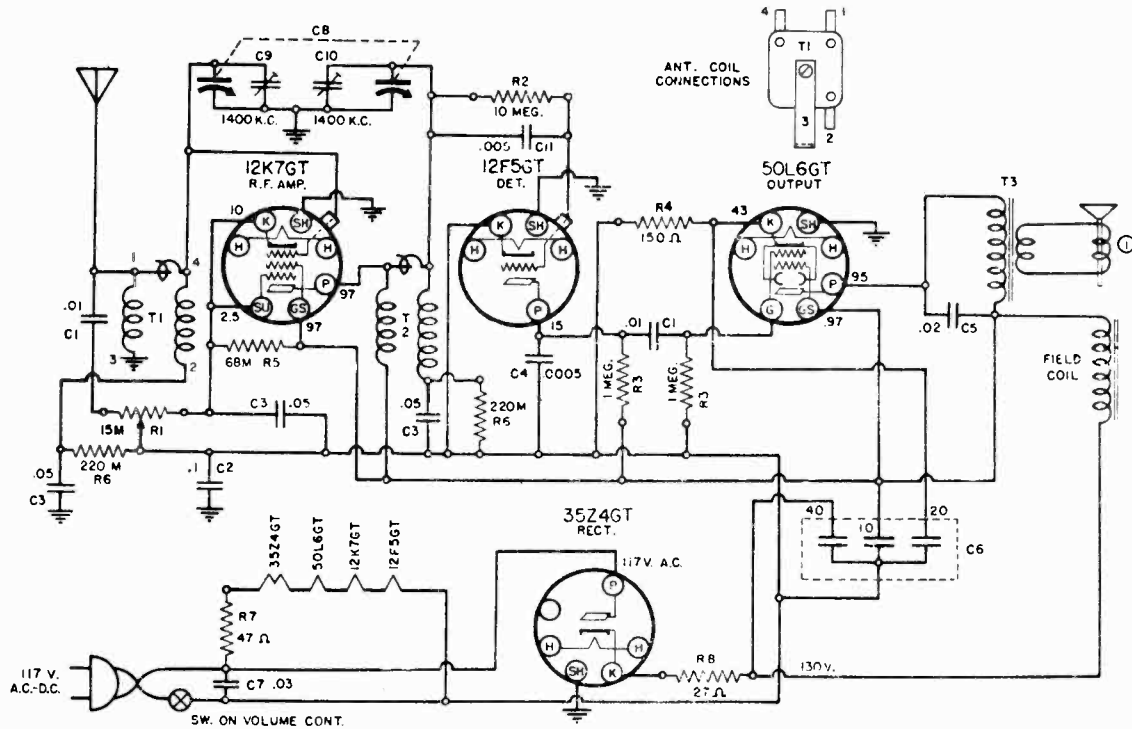 4
1
T1
ANT. COIL
CONNECTIONS
3
2
C8
C9
C10
1400 K.C.
1400 K.C.
R2
10 MEG.
.005
C11
12K7GT
R.F. AMP.
12F5GT
DET.
50L6GT
OUTPUT
T3
1
R4
150 Ω
10
K
SH
H
H
P
97
SU
GS
2.5
97
K
SH
H
H
P
15
43
K
SH
H
H
P
95
G
GS
.97
.02
C5
FIELD
COIL
1
4
.01
C1
T1
3
2
68M R5
T
2
.01
C1
C4
.0005
1 MEG.
R3
1 MEG.
R3
C3
.05
.05
C3
220M
R6
15M
R1
220 M
R6
.05
C3
.1
C2
35Z4GT
RECT.
40
10
20
C6
35Z4GT
50L6GT
12K7GT
12F5GT
117V. A.C.
P
H
H
SH
K
R7
47 Ω
R8
27 Ω
130V.
117 V.
A.C.-D.C.
C7 .03
SW. ON VOLUME CONT.